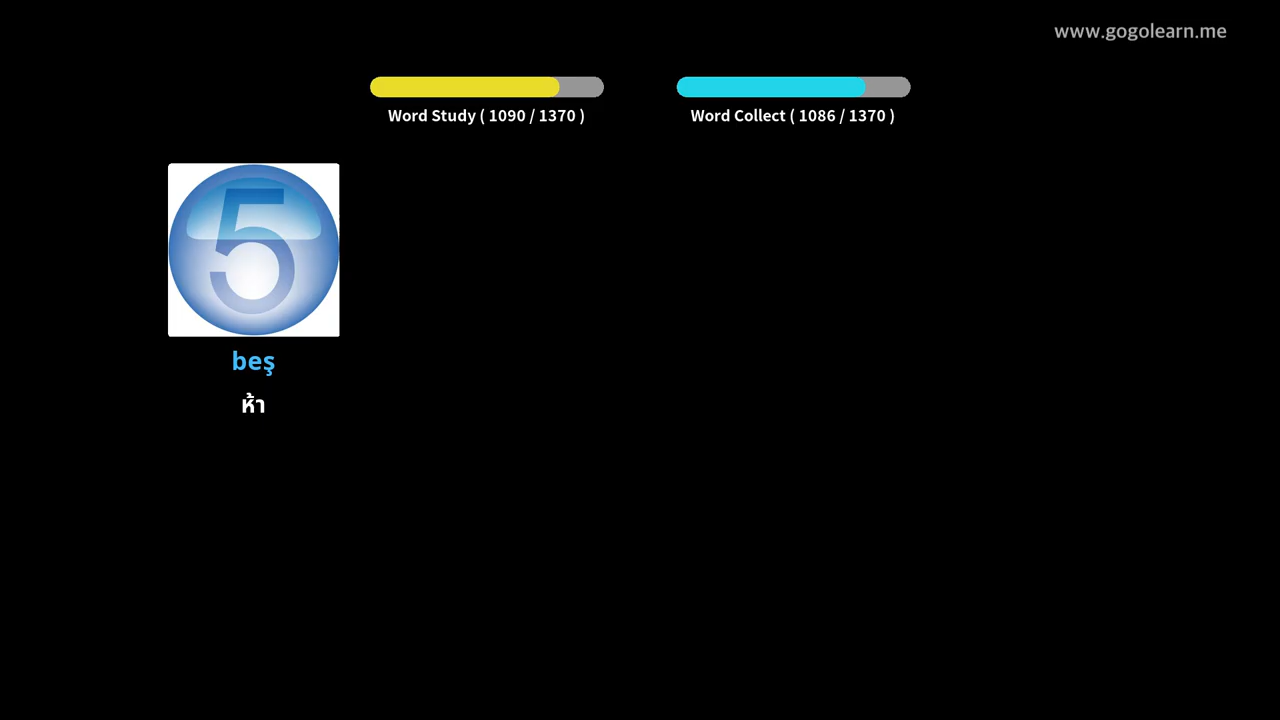 www.gogolearn.me
Word Study ( 1090 / 1370 )
Word Collect ( 1086 / 1370 )
5
beş
ห้า